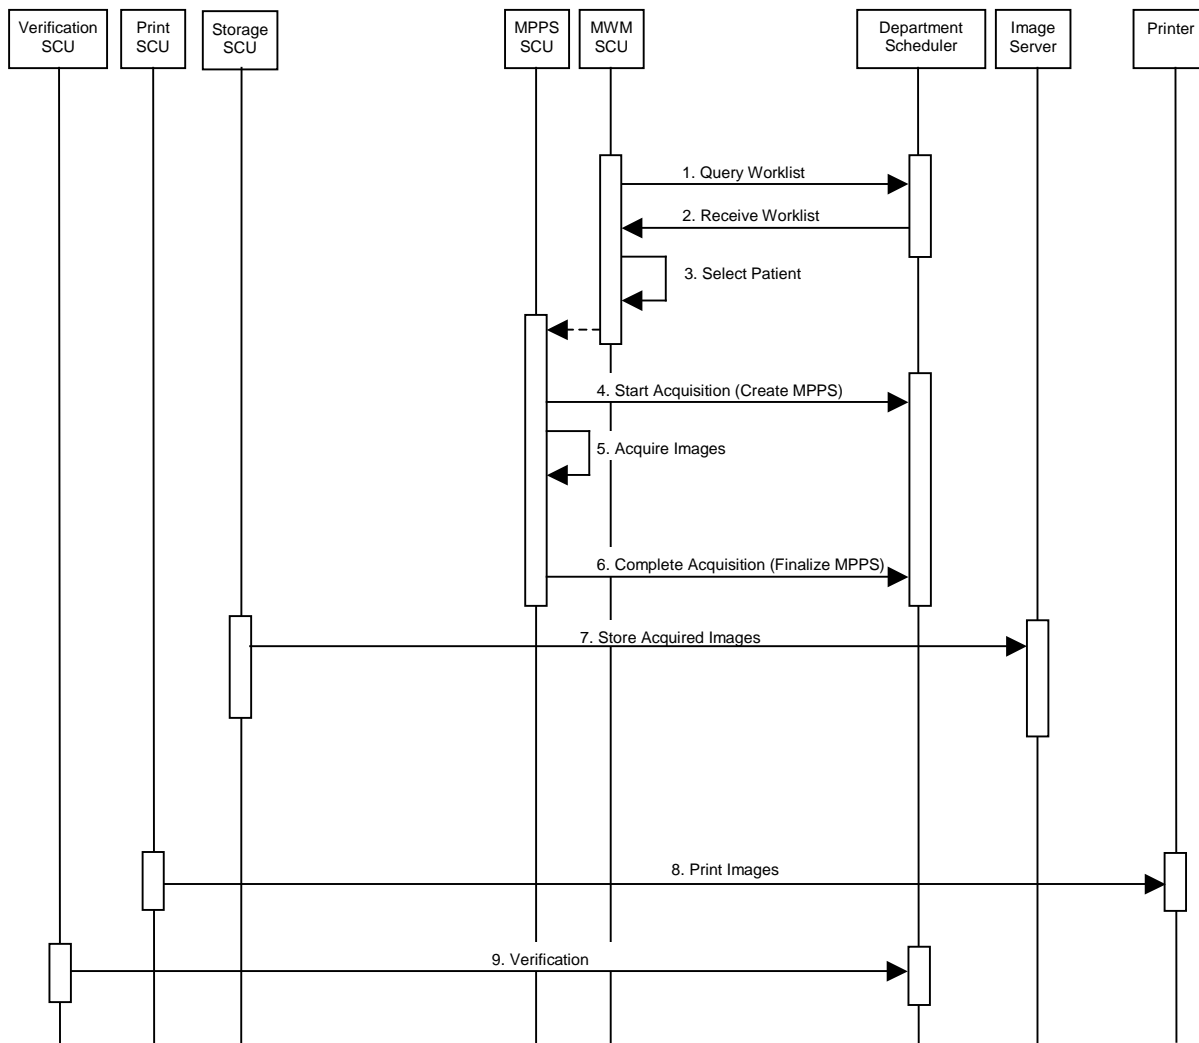 Verification
SCU
Print
SCU
Storage
SCU
MPPS
SCU
MWM
SCU
Department
Scheduler
Image
Server
Printer
1. Query Worklist
2. Receive Worklist
3. Select Patient
4. Start Acquisition (Create MPPS)
5. Acquire Images
6. Complete Acquisition (Finalize MPPS)
7. Store Acquired Images
8. Print Images
9. Verification